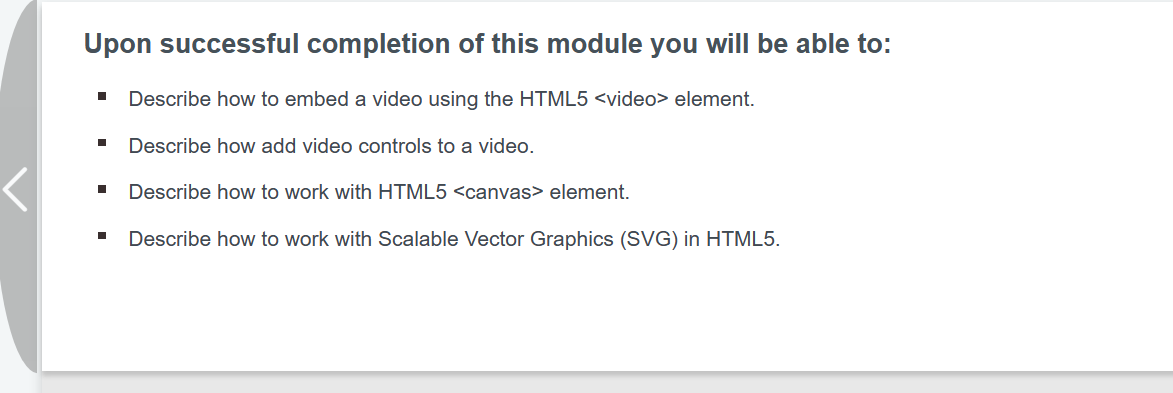 Upon successful completion of this module you will be able to:
Describe how to embed a video using the HTML5 <video> element.
Describe how add video controls to a video.
Describe how to work with HTML5 <canvas> element.
Describe how to work with Scalable Vector Graphics (SVG) in HTML5.